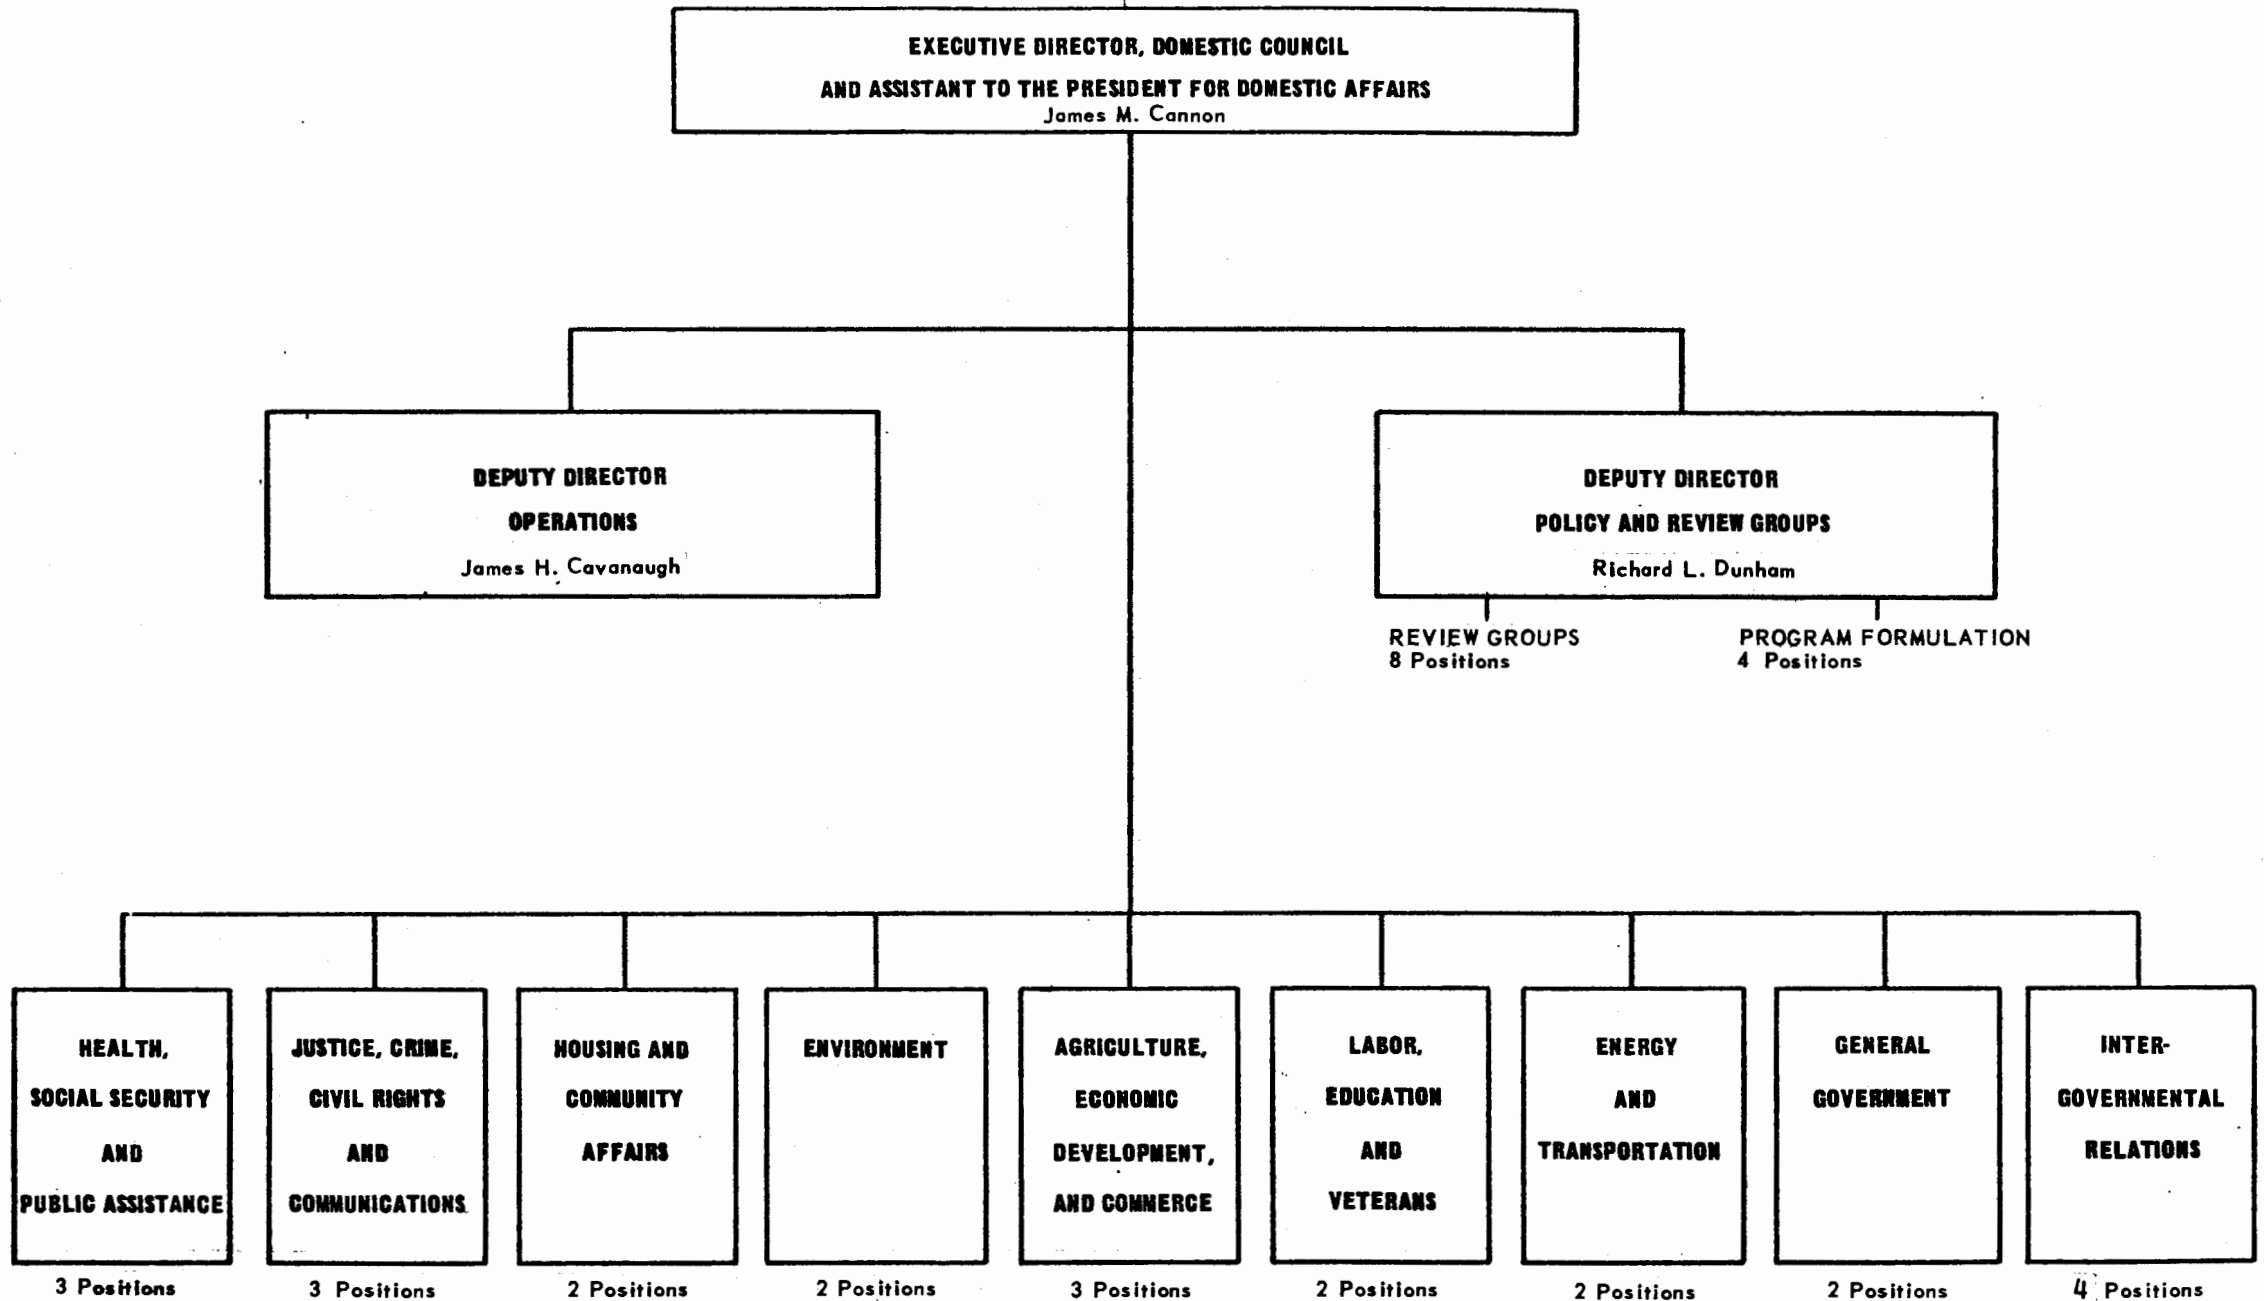 EXECUTIVE DIRECTOR, DOMESTIC COUNCIL
AND ASSISTANT TO THE PRESIDENT FOR DOMESTIC AFFAIRS
James M. Cannon
DEPUTY DIRECTOR
OPERATIONS
James H. Cavanaugh
DEPUTY DIRECTOR
POLICY AND REVIEW GROUPS
Richard L. Dunham
REVIEW GROUPS
8 Positions
PROGRAM FORMULATION
4 Positions
HEALTH,
SOCIAL SECURITY
AND
PUBLIC ASSISTANCE
3 Positions
JUSTICE, CRIME,
CIVIL RIGHTS
AND
COMMUNICATIONS
3 Positions
HOUSING AND
COMMUNITY
AFFAIRS
2 Positions
ENVIRONMENT
2 Positions
AGRICULTURE,
ECONOMIC
DEVELOPMENT,
AND COMMERCE
3 Positions
LABOR,
EDUCATION
AND
VETERANS
2 Positions
ENERGY
AND
TRANSPORTATION
2 Positions
GENERAL
GOVERNMENT
2 Positions
INTER-
GOVERNMENTAL
RELATIONS
4 Positions